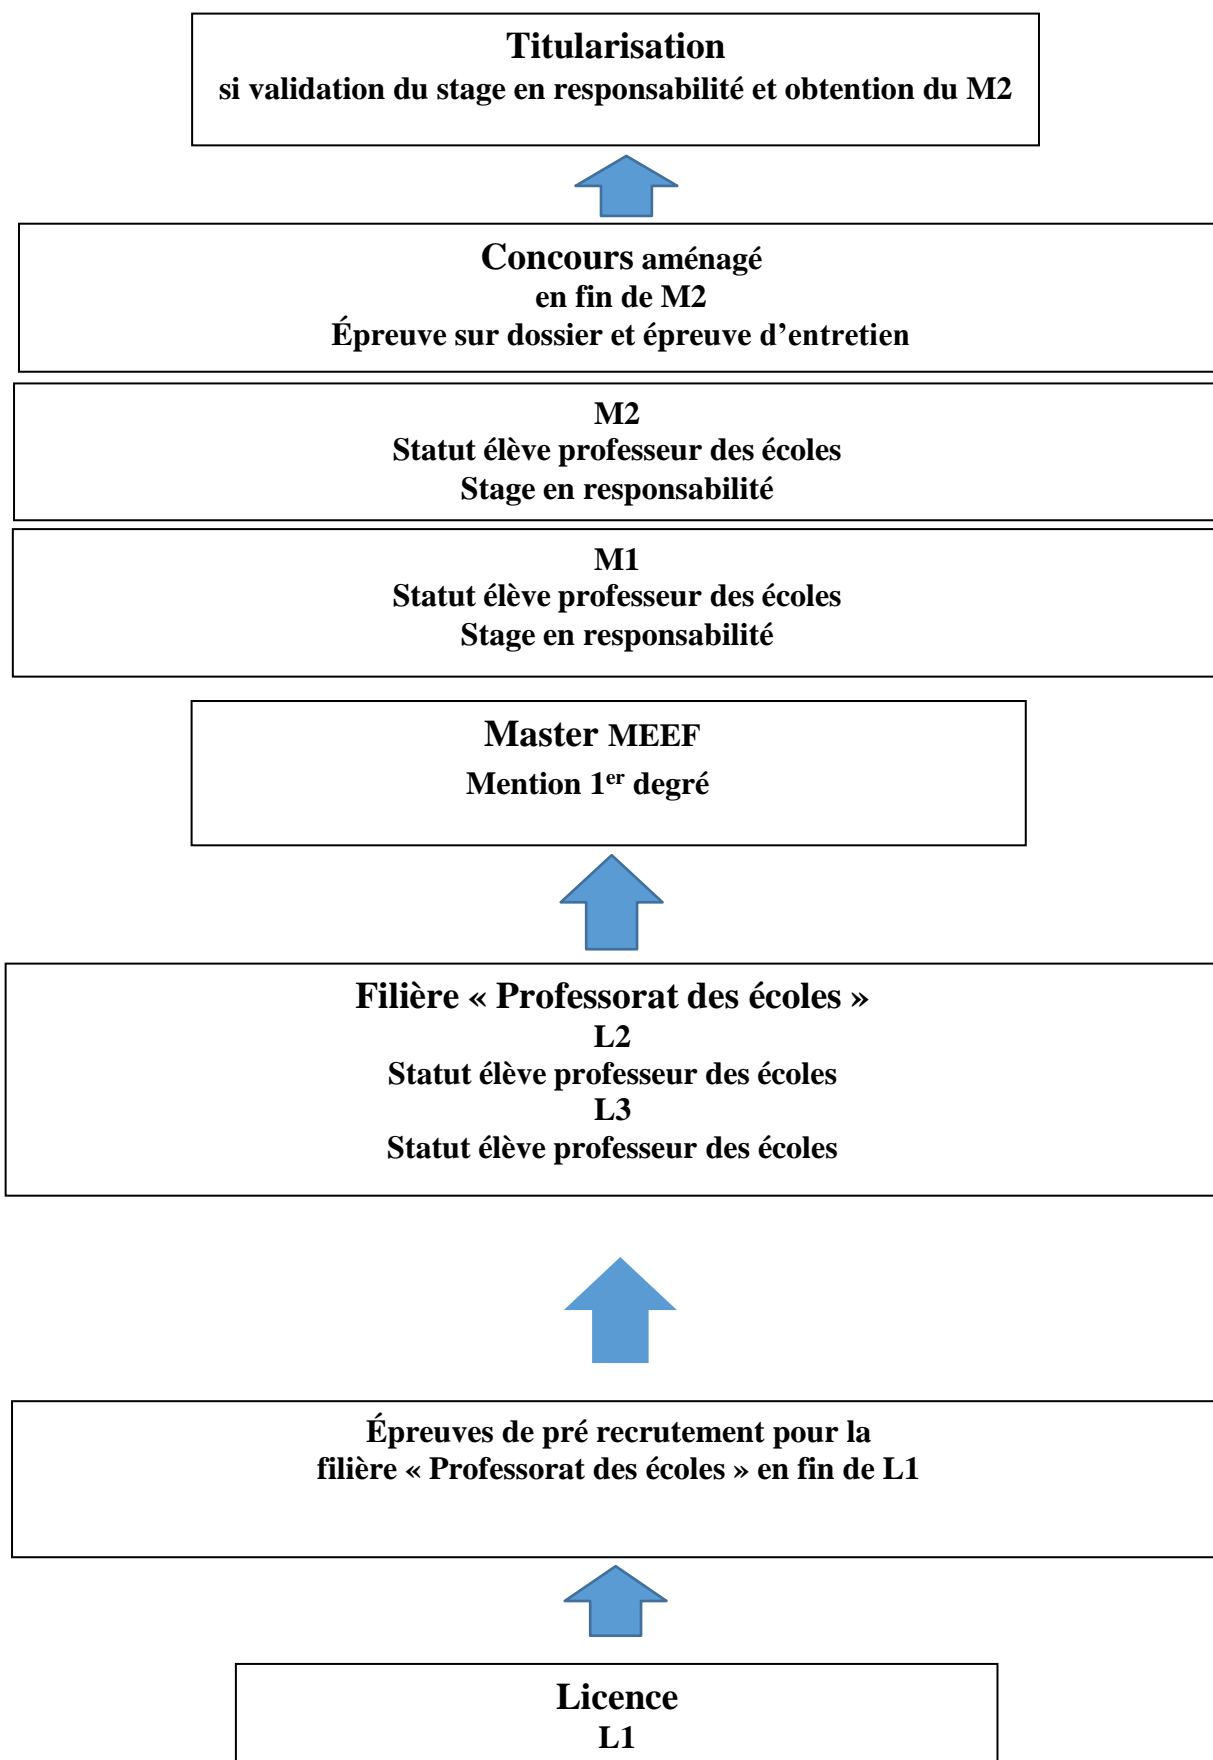 Titularisation
si validation du stage en responsabilité et obtention du M2
Concours aménagé
en fin de M2
Épreuve sur dossier et épreuve d’entretien
M2
Statut élève professeur des écoles
Stage en responsabilité
M1
Statut élève professeur des écoles
Stage en responsabilité
Master MEEF
Mention 1er degré
Filière « Professorat des écoles »
L2
Statut élève professeur des écoles
L3
Statut élève professeur des écoles
Épreuves de pré recrutement pour la
filière « Professorat des écoles » en fin de L1
Licence
L1